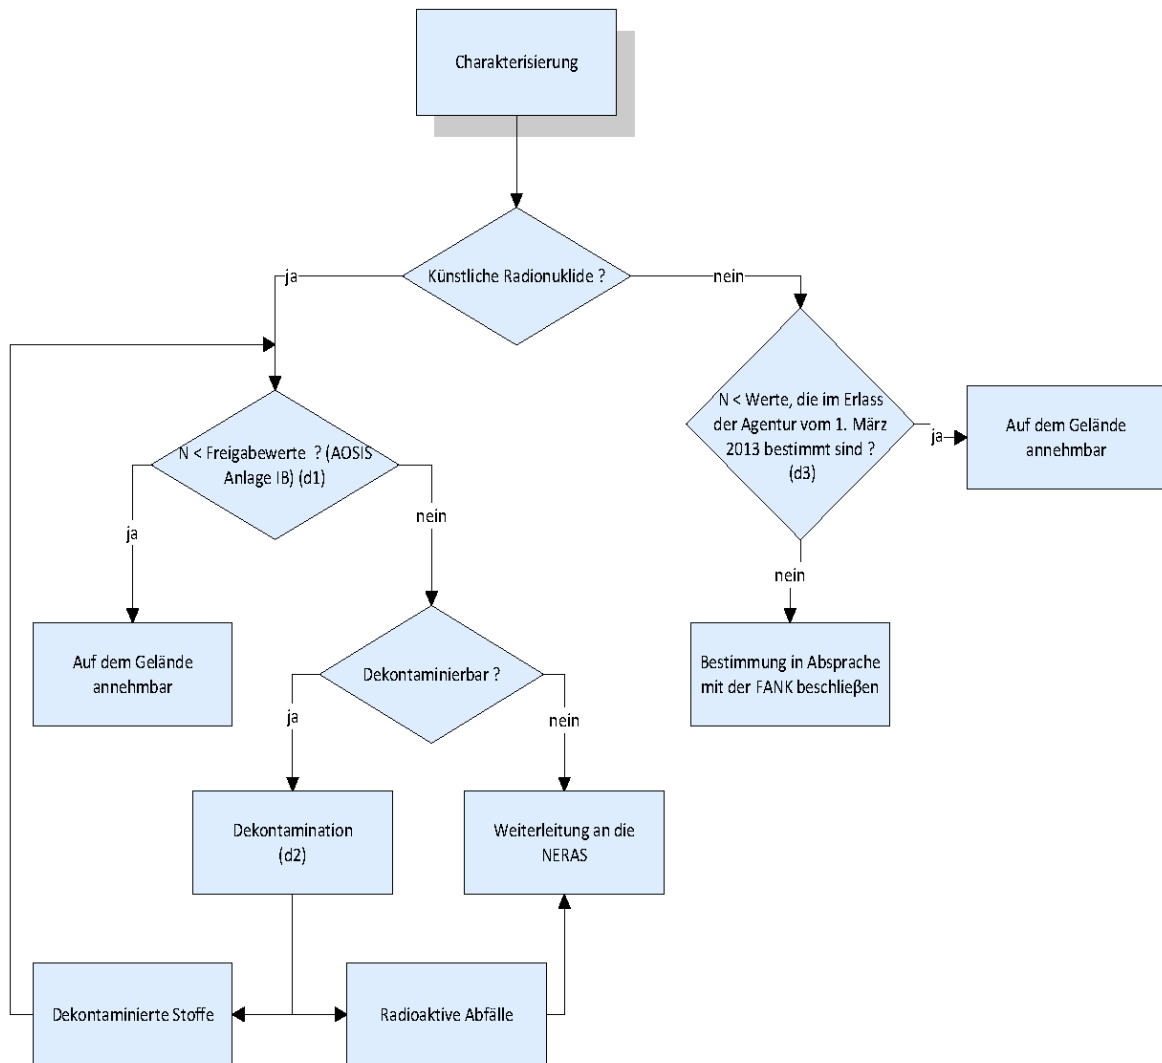 Charakterisierung
Künstliche Radionuklide ?
ja
nein
N < Werte, die im Erlass
der Agentur vom 1. März
2013 bestimmt sind ?
(d3)
ja
Auf dem Gelände
annehmbar
N < Freigabewerte ? (AOSIS
Anlage IB) (d1)
ja
nein
nein
Auf dem Gelände
annehmbar
Dekontaminierbar ?
Bestimmung in Absprache
mit der FANK beschließen
ja
nein
Dekontamination
(d2)
Weiterleitung an die
NERAS
Dekontaminierte Stoffe
Radioaktive Abfälle